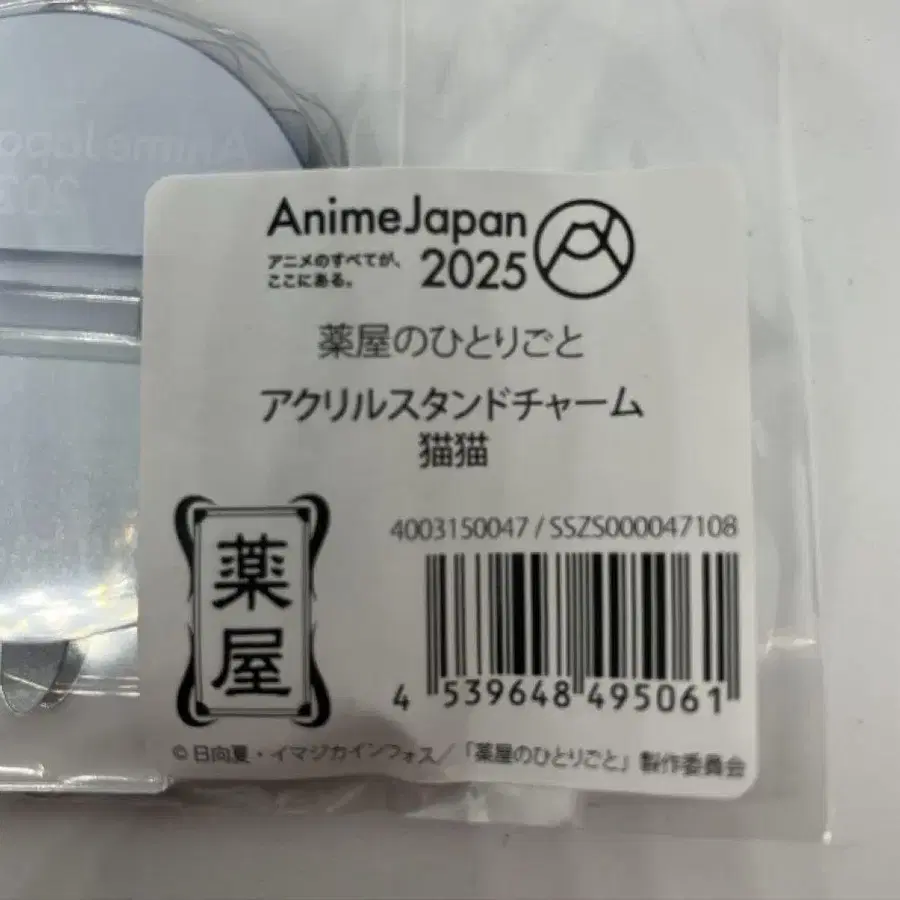 AnimeJapan
アニメのすべてが、
ここにある。
2025
薬屋のひとりごと
アクリルスタンドチャーム
猫猫
4003150047 / SSZS000047108
薬屋
4 539648 495061
©日向夏・イマジカインフォス/「薬屋のひとりごと」製作委員会